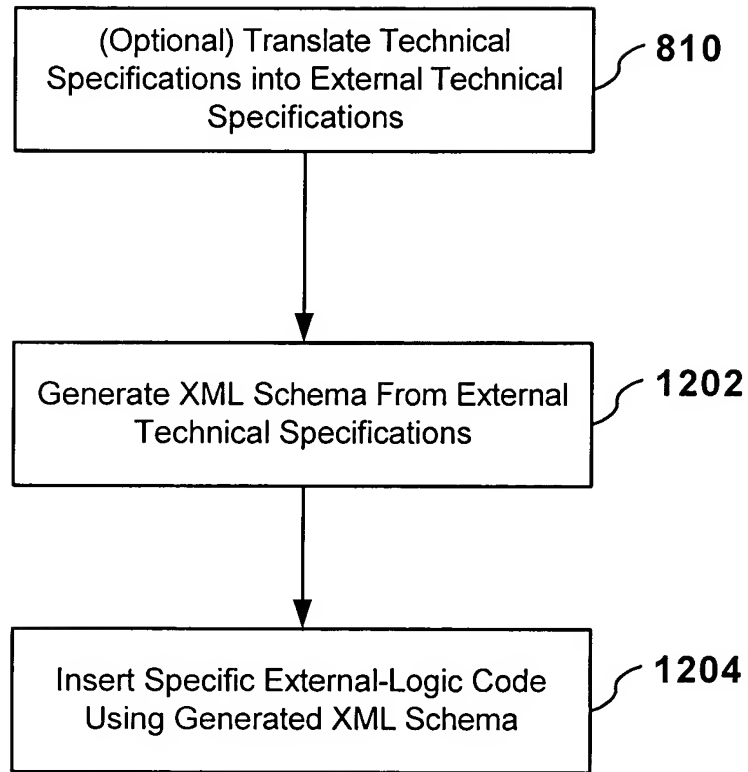 (Optional) Translate Technical
Specifications into External Technical
Specifications
810
Generate XML Schema From External
Technical Specifications
1202
Insert Specific External-Logic Code
Using Generated XML Schema
1204